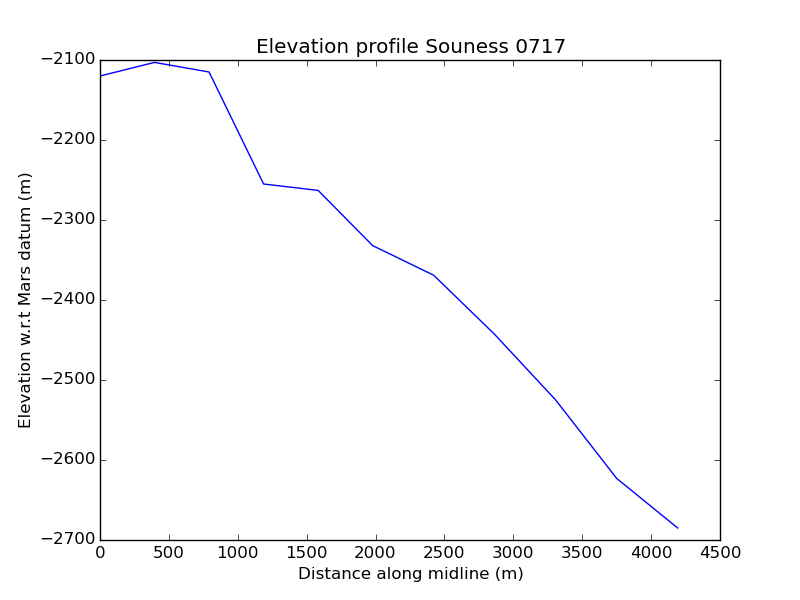 Elevation profile Souness 0717
−2100
−2200
−2300
−2400
−2500
−2600
−2700
Elevation w.r.t Mars datum (m)
0 500 1000 1500 2000 2500 3000 3500 4000 4500
Distance along midline (m)